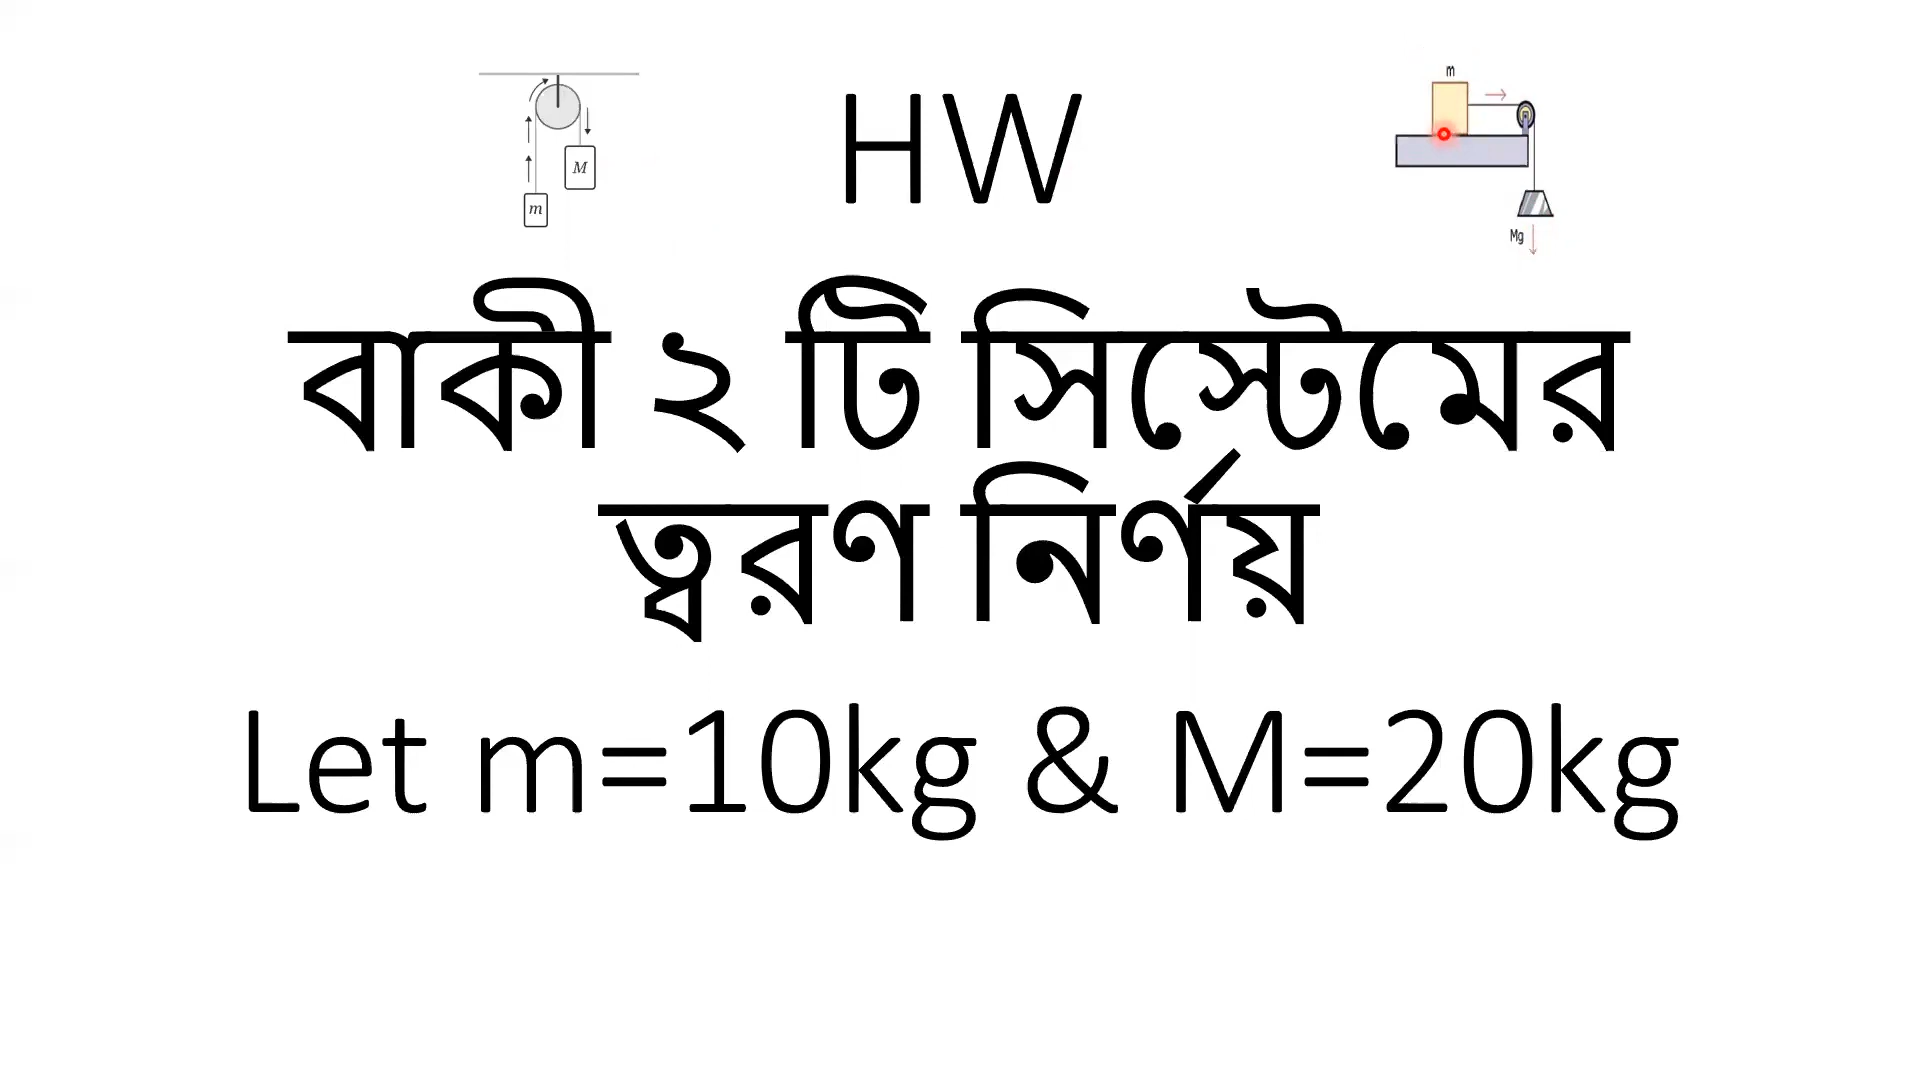 HW
m
M
m
Mg
বাকী ২ টি সিস্টেমের
ত্বরণ নির্ণয়
Let m=10kg & M=20kg